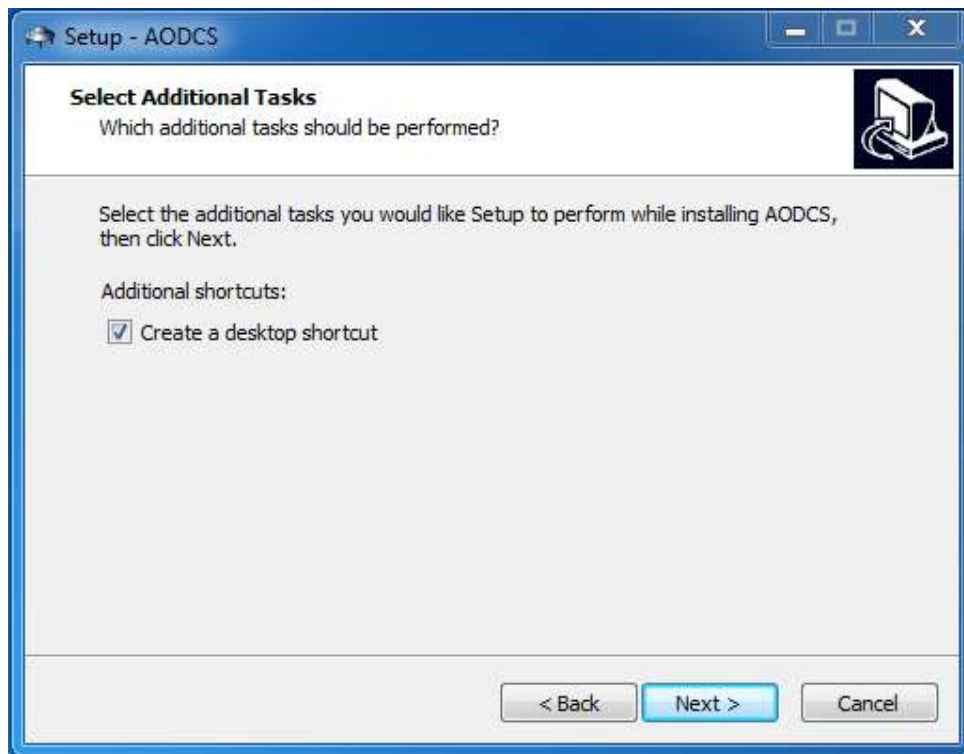 Setup - AODCS
Select Additional Tasks
Which additional tasks should be performed?
Select the additional tasks you would like Setup to perform while installing AODCS,
then click Next.
Additional shortcuts:
Create a desktop shortcut
< Back Next > Cancel